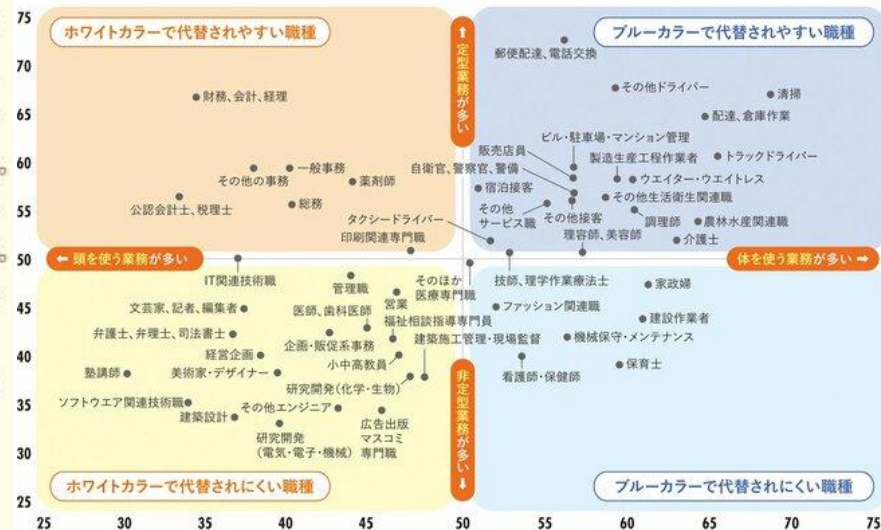 ホワイトカラーで代替されやすい職種
ブルーカラーで代替されやすい職種
↑定型業務が多い
75
70
65
60
55
50
45
40
35
30
25
郵便配達、電話交換
その他ドライバー
清掃
財務、会計、経理
配達、倉庫作業
ビル・駐車場・マンション管理
販売店員
製造生産工程作業者
トラックドライバー
一般事務
自衛官、警察官、警備
その他の事務
薬剤師
宿泊接客
ウエイター・ウエイトレス
公認会計士、税理士
総務
その他
サービス職
その他接客
その他生活衛生関連職
調理師
農林水産関連職
タクシードライバー
印刷関連専門職
理容師、美容師
介護士
← 頭を使う業務が多い
体を使う業務が多い →
IT関連技術職
管理職
そのほか
医療専門職
技師、理学作業療法士
家政婦
文芸家、記者、編集者
医師、歯科医師
営業
ファッション関連職
福祉相談指導専門員
建設作業者
弁護士、弁理士、司法書士
企画・販促系事務
建築施工管理・現場監督
機械保守・メンテナンス
経営企画
小中高教員
塾講師
美術家・デザイナー
看護師・保健師
保育士
研究開発(化学・生物)
ソフトウエア関連技術職
その他エンジニア
建築設計
研究開発
(電気・電子・機械)
広告出版
マスコミ
専門職
非定型業務が多い↓
ホワイトカラーで代替されにくい職種
ブルーカラーで代替されにくい職種
25
30
35
40
45
50
55
60
65
70
75